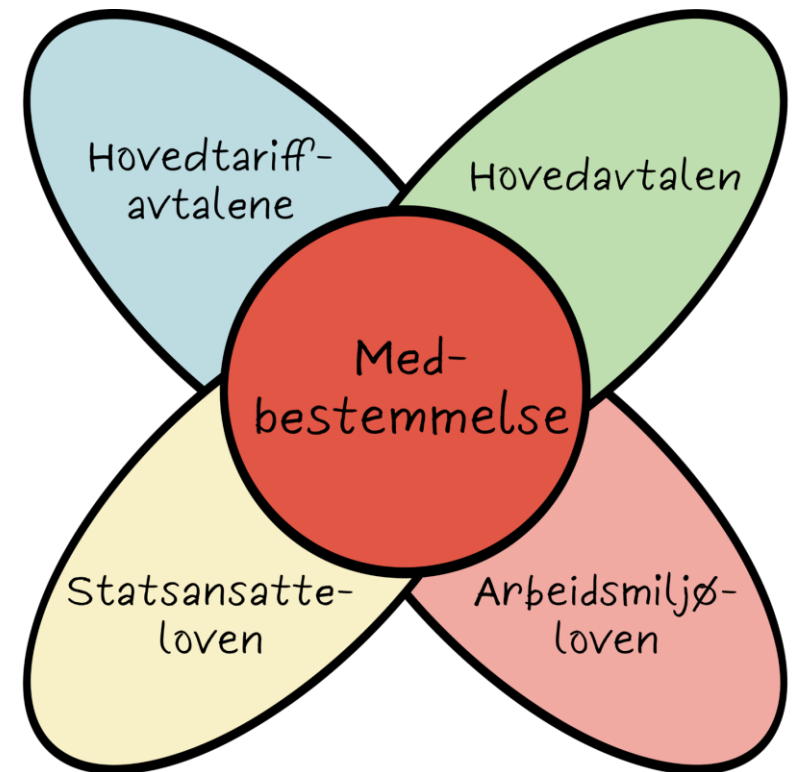 Hovedtariff-
avtalene
Hovedavtalen
Med-
bestemmelse
Statsansatte-
loven
Arbeidsmiljø-
loven